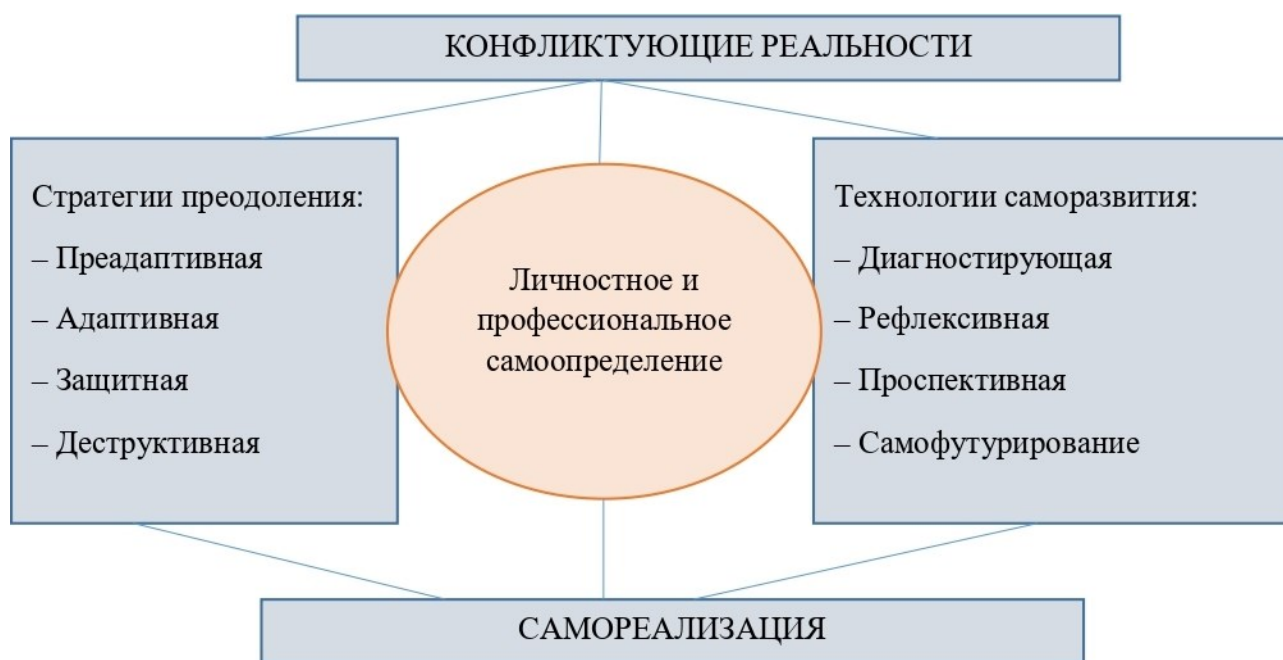 КОНФЛИКТУЮЩИЕ РЕАЛЬНОСТИ
Стратегии преодоления:
– Преадаптивная
– Адаптивная
– Защитная
– Деструктивная
Личностное и
профессиональное
самоопределение
Технологии саморазвития:
– Диагностирующая
– Рефлексивная
– Проспективная
– Самофутурирование
САМОРЕАЛИЗАЦИЯ